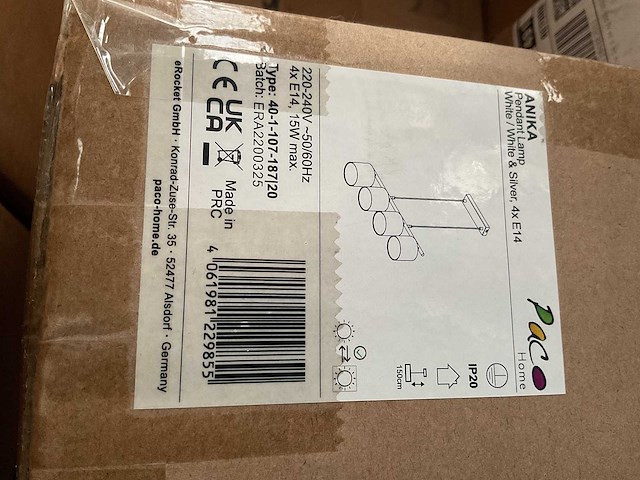 ANIKA
Pendant Lamp
White / White & Silver, 4x E14
Paco
Home
IP20
150cm
220-240V ~50/60Hz
4x E14, 15W max.
Type: 40-1-107-187|20
Batch: ERA2200325
CE UK CA
Made in
PRC
4 061981 229855
eRocket GmbH · Konrad-Zuse-Str. 35 · 52477 Alsdorf · Germany
paco-home.de